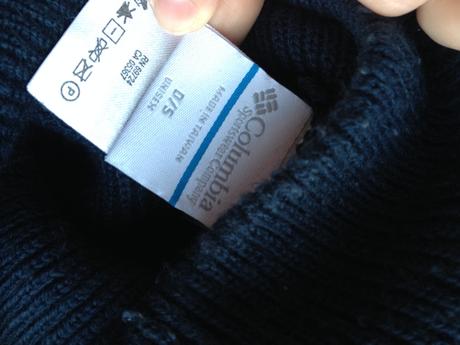 Columbia
Sportswear Company
MADE IN TAIWAN
O/S
UNISEX
RN 69724
CA 05367
P